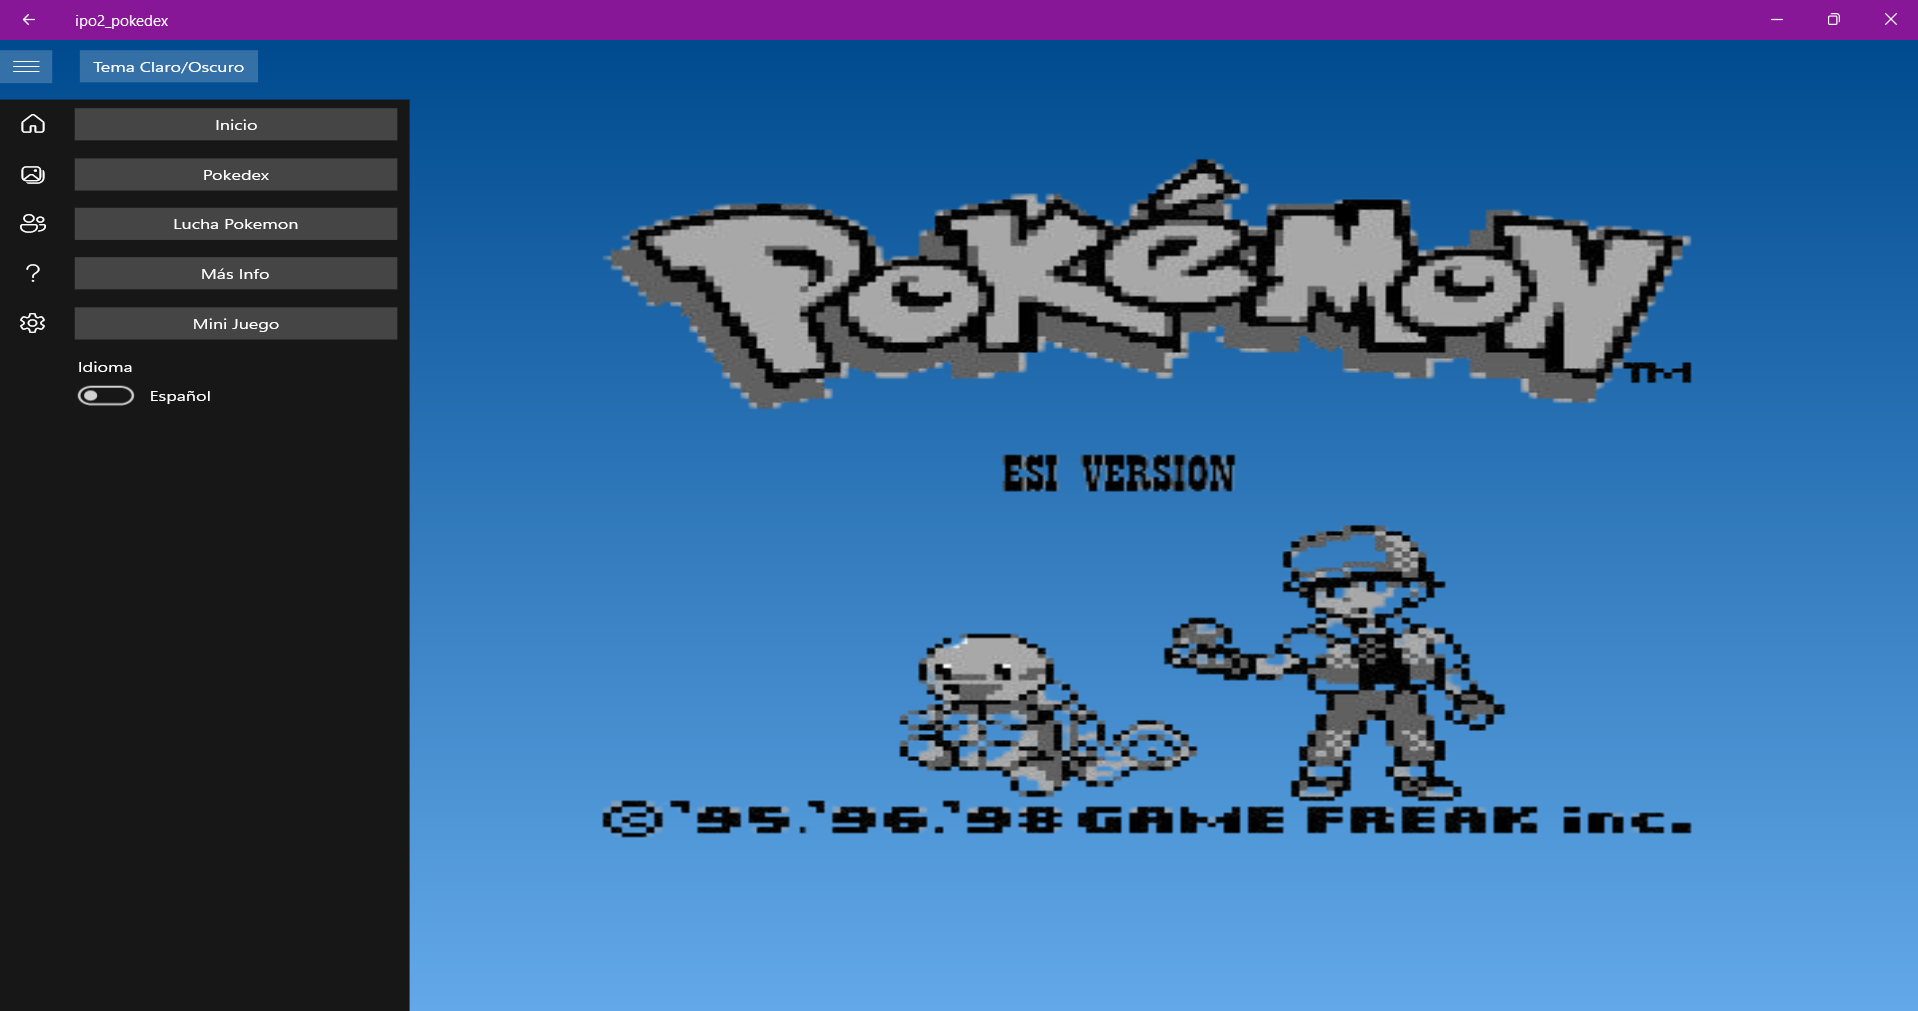 ipo2_pokedex
Tema Claro/Oscuro
Inicio
Pokedex
Lucha Pokemon
Más Info
Mini Juego
Idioma
Español
POKéMON
TM
ESI VERSION
©'95.'96.'98 GAME FREAK inc.